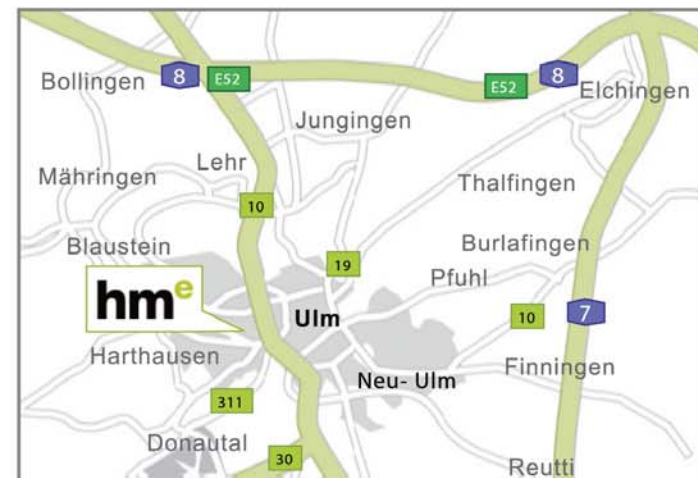 Bollingen
8
E52
E52
8
Elchingen
Jungingen
Lehr
Mähringen
10
Thalfingen
Blaustein
19
Burlafingen
Pfuhl
hme
Ulm
10
7
Harthausen
Neu- Ulm
Finningen
311
Donautal
30
Reutti